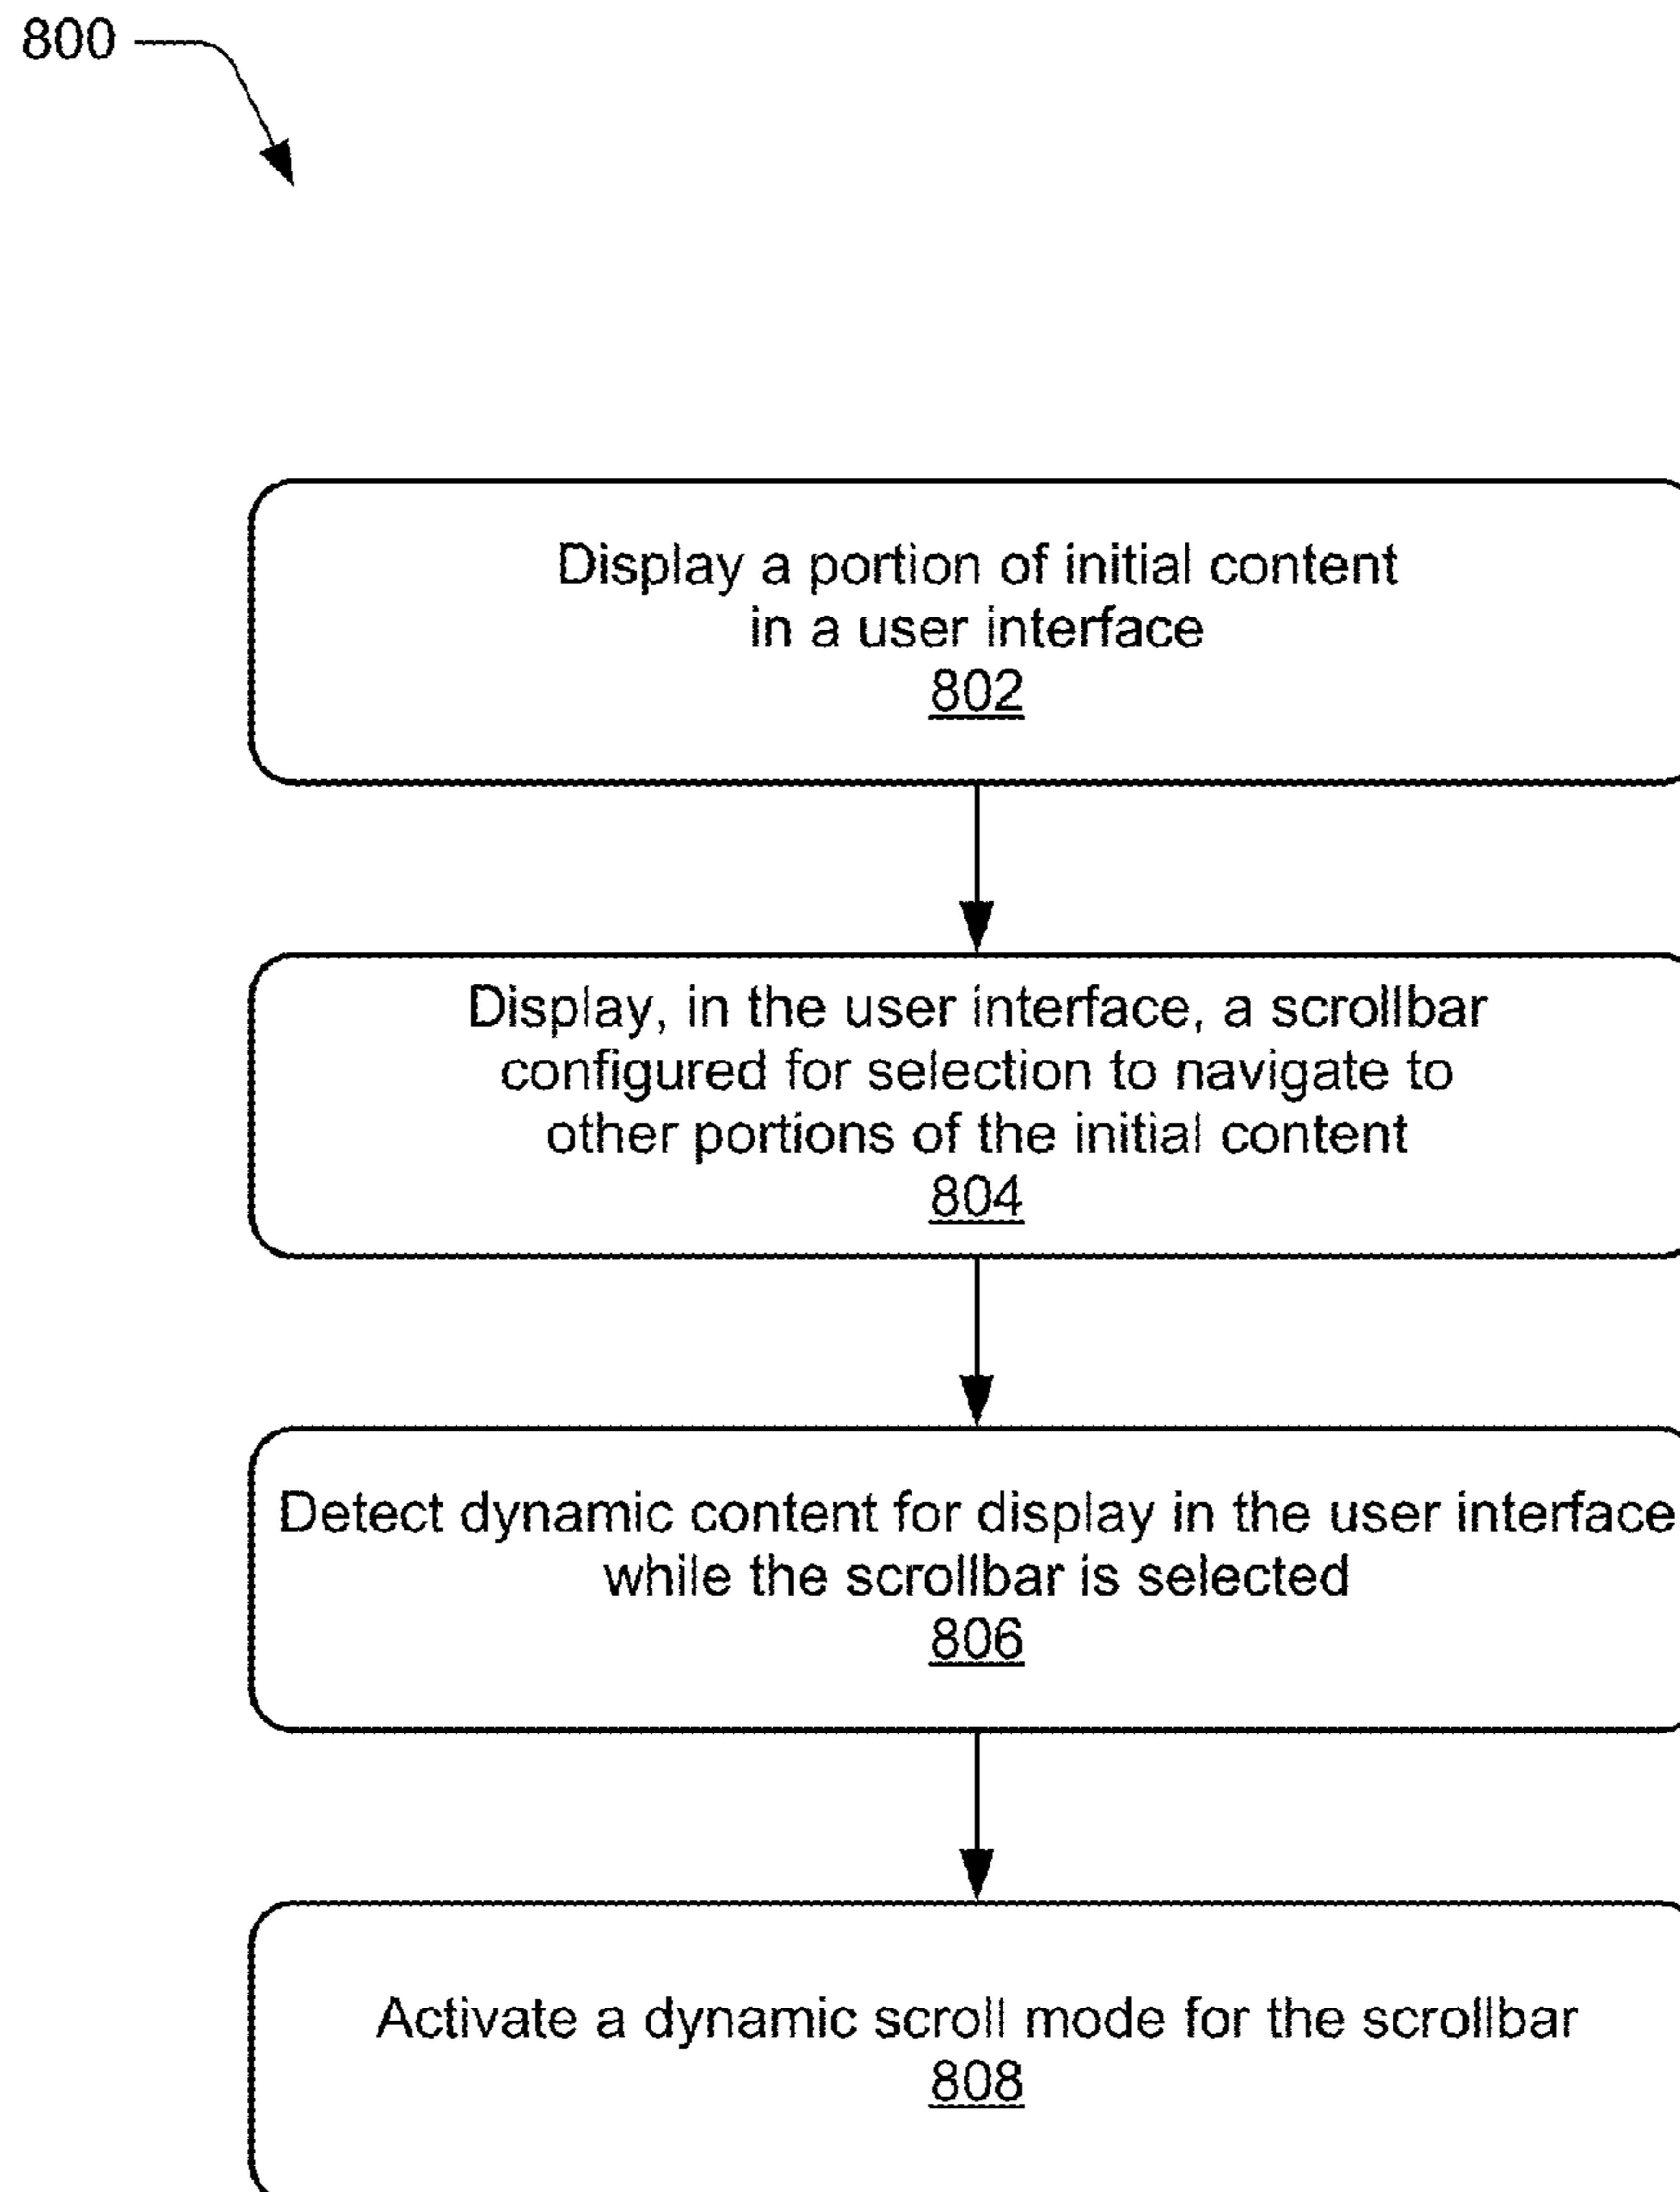 800
Display a portion of initial content
in a user interface
802
Display, in the user interface, a scrollbar
configured for selection to navigate to
other portions of the initial content
804
Detect dynamic content for display in the user interface
while the scrollbar is selected
806
Activate a dynamic scroll mode for the scrollbar
808